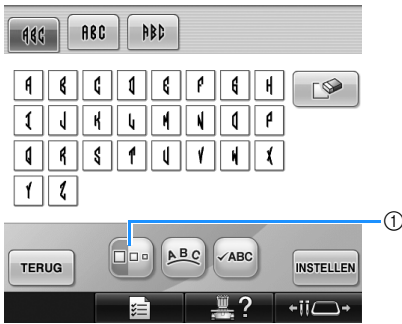 ABC ABC ABC
A B C D E F G H
I J K L M N O P
Q R S T U V W X
Y Z
①
ABC ✓ABC
TERUG INSTELLEN
?